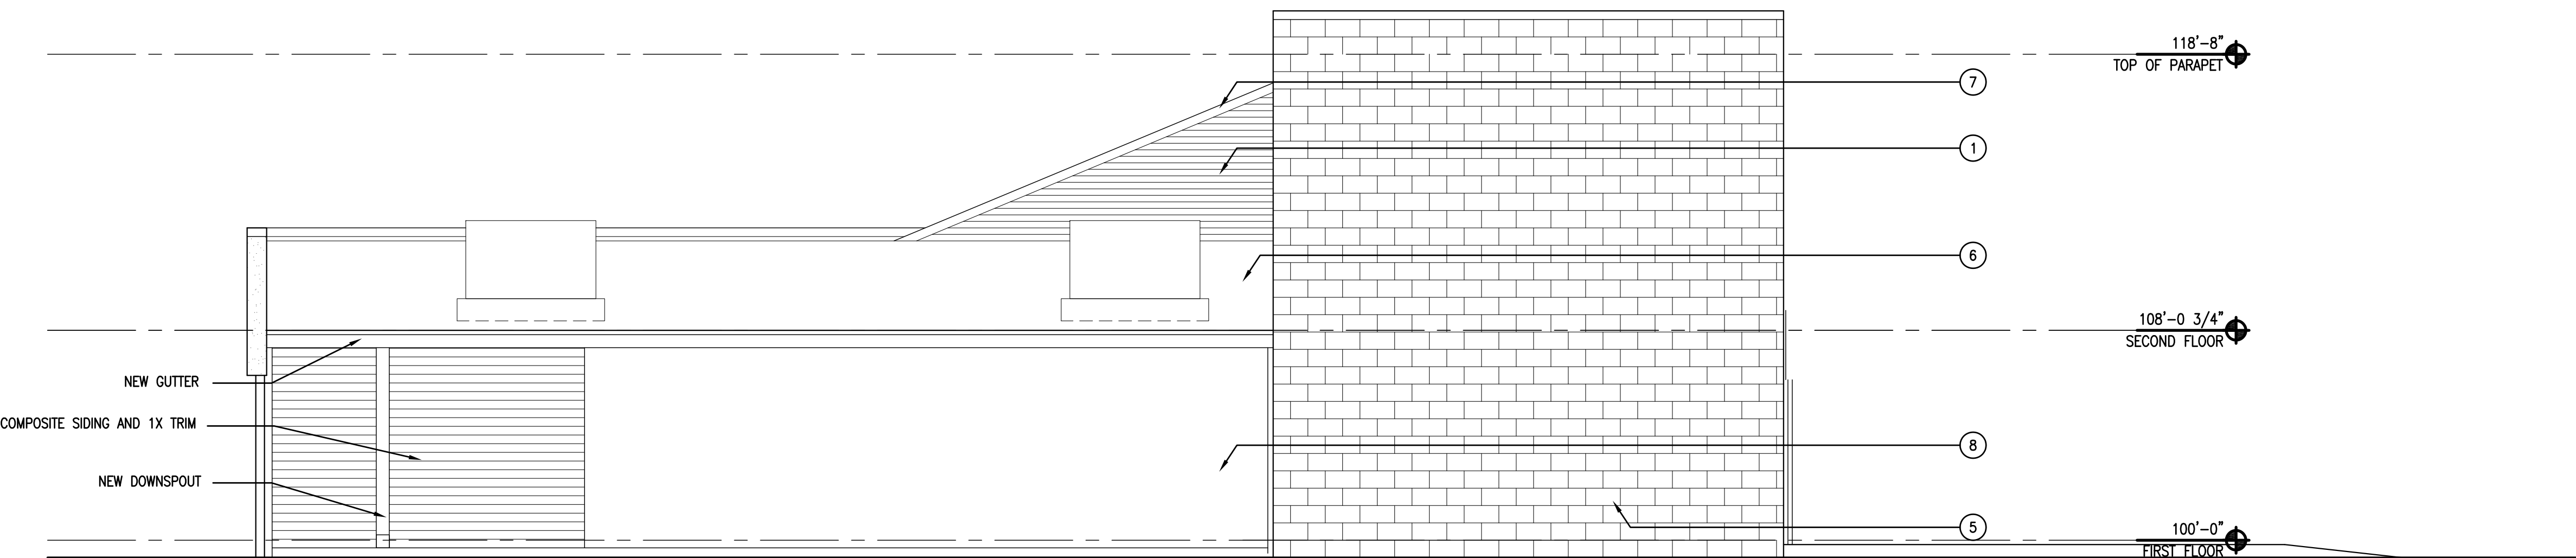 118'-8"
TOP OF PARAPET
7
1
6
108'-0 3/4"
SECOND FLOOR
NEW GUTTER
COMPOSITE SIDING AND 1X TRIM
8
NEW DOWNSPOUT
5
100'-0"
FIRST FLOOR